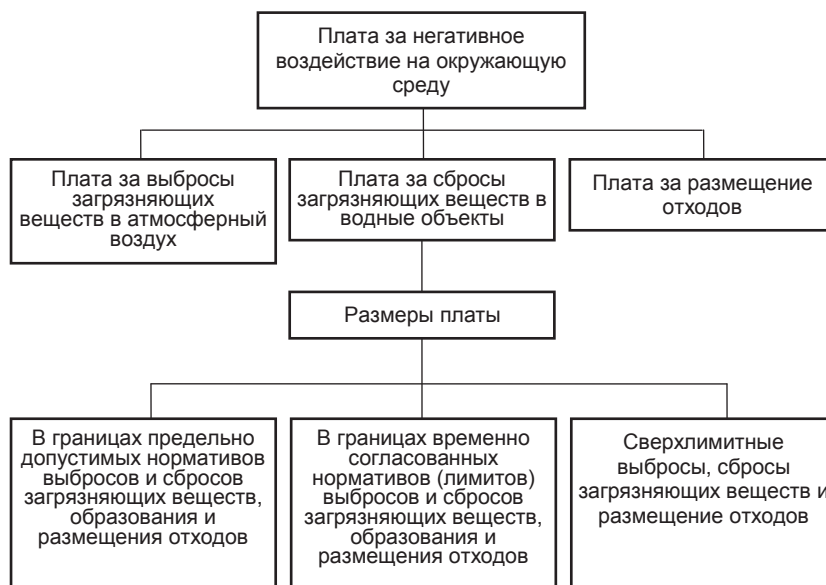 Плата за негативное
воздействие на окружающую
среду
Плата за выбросы
загрязняющих
веществ в атмосферный
воздух
Плата за сбросы
загрязняющих веществ в
водные объекты
Плата за размещение
отходов
Размеры платы
В границах предельно
допустимых нормативов
выбросов и сбросов
загрязняющих веществ,
образования и
размещения отходов
В границах временно
согласованных
нормативов (лимитов)
выбросов и сбросов
загрязняющих веществ,
образования и
размещения отходов
Сверхлимитные
выбросы, сбросы
загрязняющих веществ и
размещение отходов